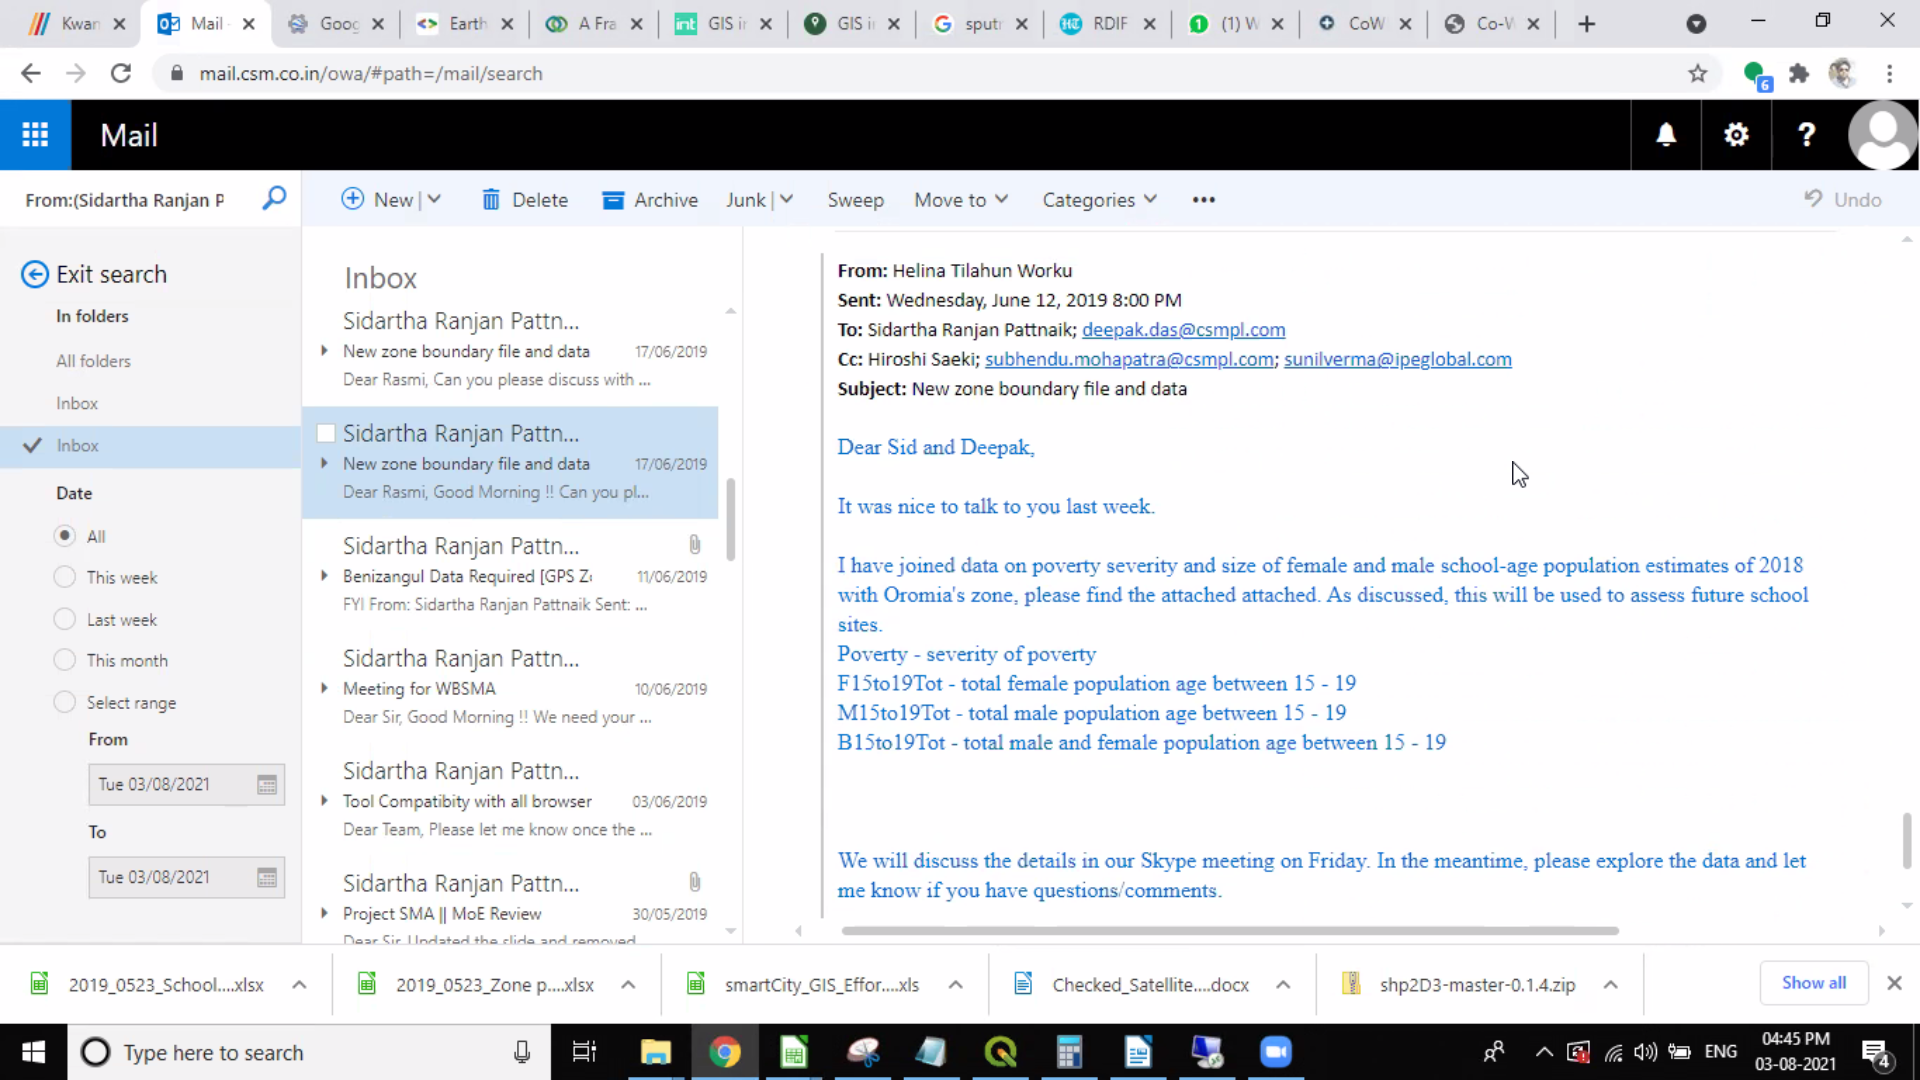 Kwan
Mail -
Goog
Earth
A Fra
GIS i
GIS i
sputr
RDIF
(1) W
CoW
Co-W
mail.csm.co.in/owa/#path=/mail/search
6
Mail
From:(Sidartha Ranjan P
New
Delete
Archive
Junk
Sweep
Move to
Categories
Undo
Exit search
In folders
All folders
Inbox
Inbox
Date
All
This week
Last week
This month
Select range
From
Tue 03/08/2021
To
Tue 03/08/2021
Inbox
Sidartha Ranjan Pattn...
New zone boundary file and data 17/06/2019
Dear Rasmi, Can you please discuss with ...
Sidartha Ranjan Pattn...
New zone boundary file and data 17/06/2019
Dear Rasmi, Good Morning !! Can you pl...
Sidartha Ranjan Pattn...
Benizangul Data Required [GPS Zo 11/06/2019
FYI From: Sidartha Ranjan Pattnaik Sent: ...
Sidartha Ranjan Pattn...
Meeting for WBSMA 10/06/2019
Dear Sir, Good Morning !! We need your ...
Sidartha Ranjan Pattn...
Tool Compatibity with all browser 03/06/2019
Dear Team, Please let me know once the ...
Sidartha Ranjan Pattn...
Project SMA || MoE Review 30/05/2019
Dear Sir, Updated the slide and removed
From: Helina Tilahun Worku
Sent: Wednesday, June 12, 2019 8:00 PM
To: Sidartha Ranjan Pattnaik; deepak.das@csmpl.com
Cc: Hiroshi Saeki; subhendu.mohapatra@csmpl.com; sunilverma@ipeglobal.com
Subject: New zone boundary file and data
Dear Sid and Deepak,
It was nice to talk to you last week.
I have joined data on poverty severity and size of female and male school-age population estimates of 2018
with Oromia's zone, please find the attached attached. As discussed, this will be used to assess future school
sites.
Poverty - severity of poverty
F15to19Tot - total female population age between 15 - 19
M15to19Tot - total male population age between 15 - 19
B15to19Tot - total male and female population age between 15 - 19
We will discuss the details in our Skype meeting on Friday. In the meantime, please explore the data and let
me know if you have questions/comments.
2019_0523_School....xlsx
2019_0523_Zone p....xlsx
smartCity_GIS_Effor....xls
Checked_Satellite....docx
shp2D3-master-0.1.4.zip
Show all
Type here to search
ENG
04:45 PM
03-08-2021
4